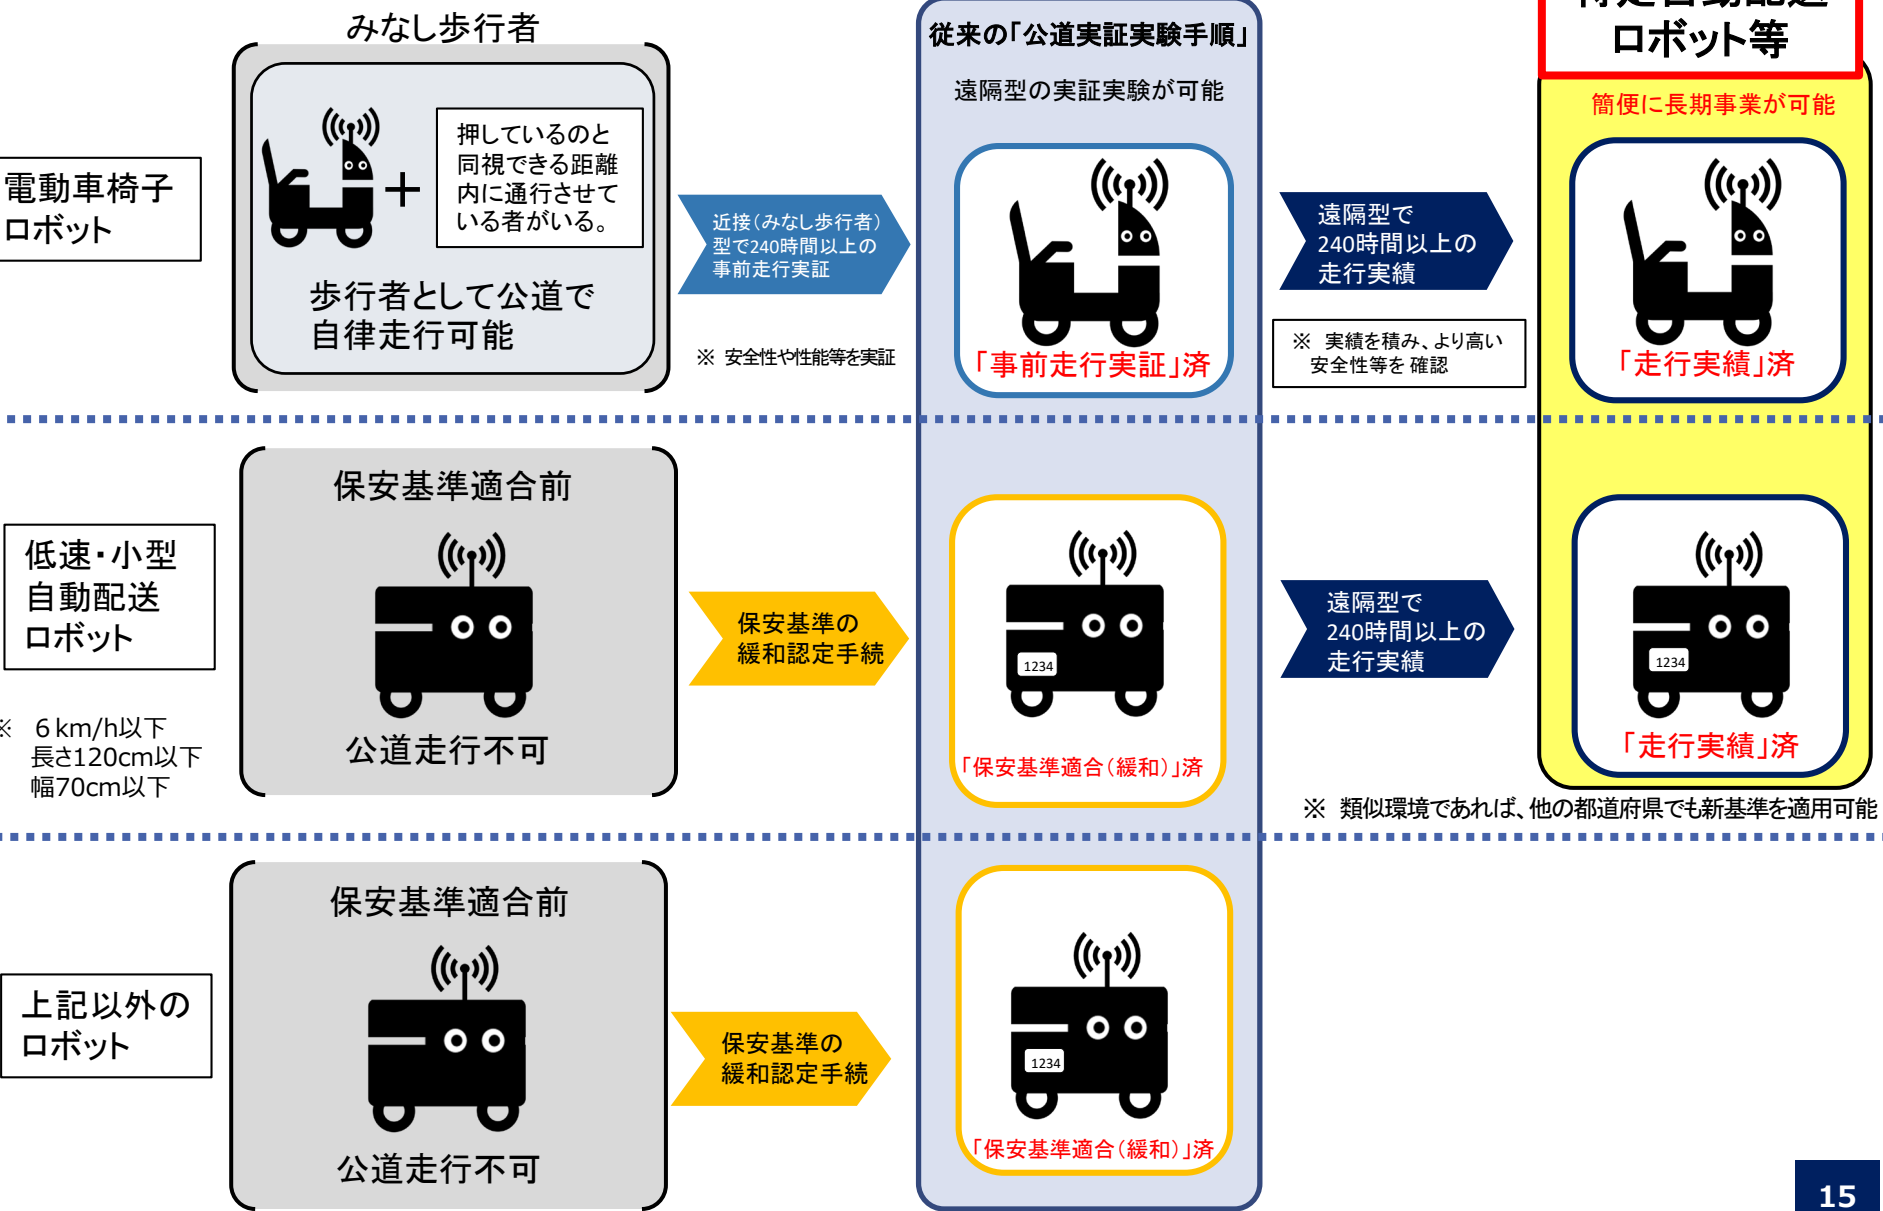 みなし歩行者
従来の「公道実証実験手順」
特定自動配送
ロボット等
遠隔型の実証実験が可能
簡便に長期事業が可能
電動車椅子
ロボット
＋
押しているのと
同視できる距離
内に通行させて
いる者がいる。
歩行者として公道で
自律走行可能
近接（みなし歩行者）
型で240時間以上の
事前走行実証
※ 安全性や性能等を実証
「事前走行実証」済
遠隔型で
240時間以上の
走行実績
※ 実績を積み、より高い
安全性等を 確認
「走行実績」済
低速・小型
自動配送
ロボット
※ ６km/h以下
長さ120cm以下
幅70cm以下
保安基準適合前
公道走行不可
保安基準の
緩和認定手続
1234
「保安基準適合（緩和）」済
遠隔型で
240時間以上の
走行実績
1234
「走行実績」済
※ 類似環境であれば、他の都道府県でも新基準を適用可能
上記以外の
ロボット
保安基準適合前
公道走行不可
保安基準の
緩和認定手続
1234
「保安基準適合（緩和）」済
15